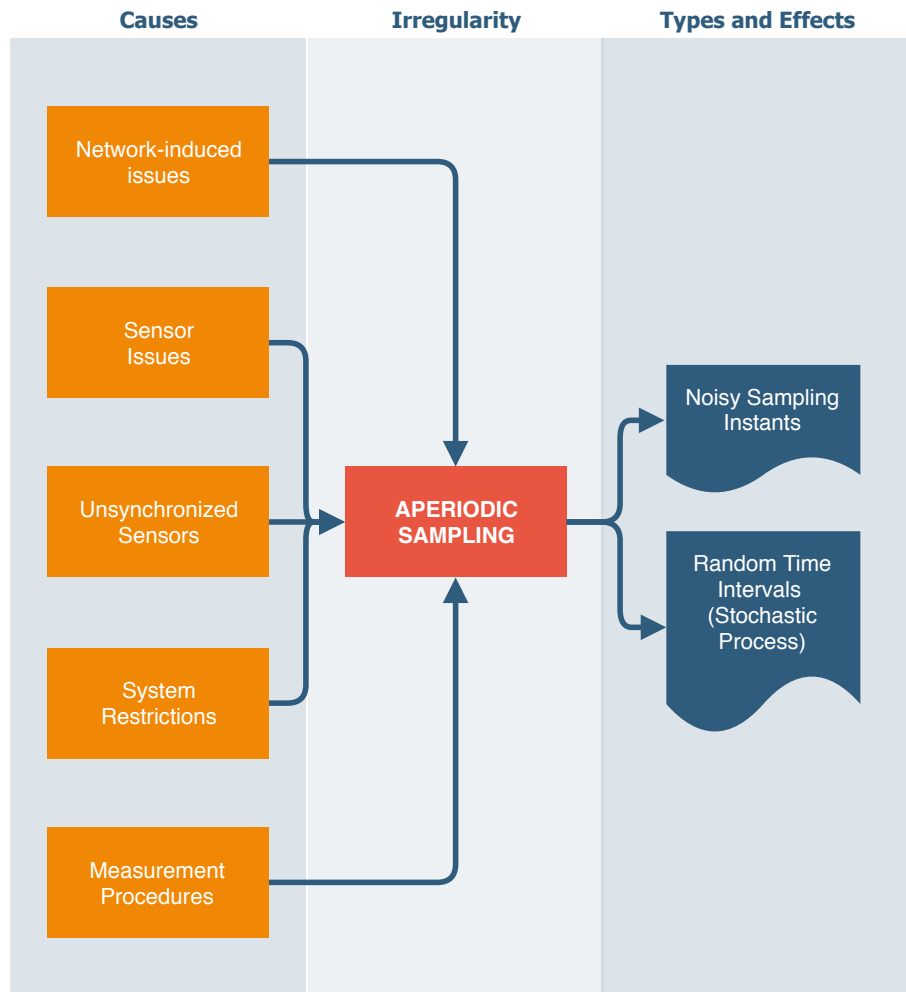 Causes
Irregularity
Types and Effects
Network-induced
issues
Sensor
Issues
Unsynchronized
Sensors
System
Restrictions
Measurement
Procedures
APERIODIC
SAMPLING
Noisy Sampling
Instants
Random Time
Intervals
(Stochastic
Process)